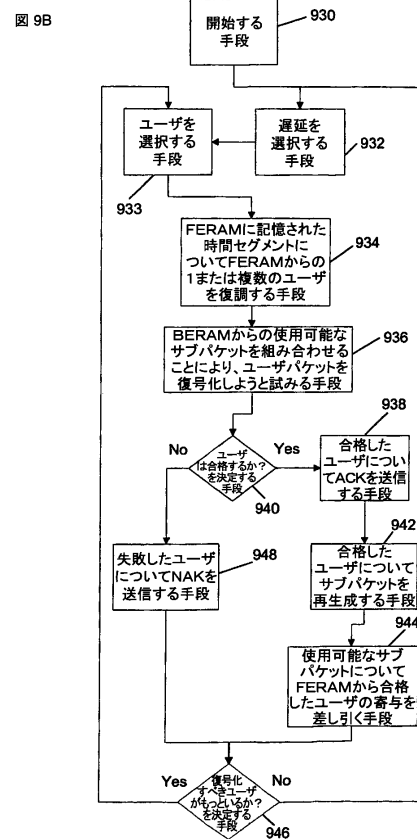 図 9B
開始する
手段
930
ユーザを
選択する
手段
933
遅延を
選択する
手段
932
FERAMに記憶された
時間セグメントに
ついてFERAMからの
1または複数のユーザ
を復調する手段
934
BERAMからの使用可能な
サブパケットを組み合わせる
ことにより、ユーザパケットを
復号化しようと試みる手段
936
No
Yes
ユーザ
は合格するか?
を決定する
手段
940
938
合格した
ユーザについ
てACKを送信
する手段
失敗したユーザ
についてNAKを
送信する手段
948
942
合格した
ユーザについて
サブパケットを
再生成する手段
944
使用可能なサブ
パケットについて
FERAMから合格
したユーザの寄与を
差し引く手段
Yes
No
復号化
すべきユーザ
がもっといるか?
を決定する
手段
946